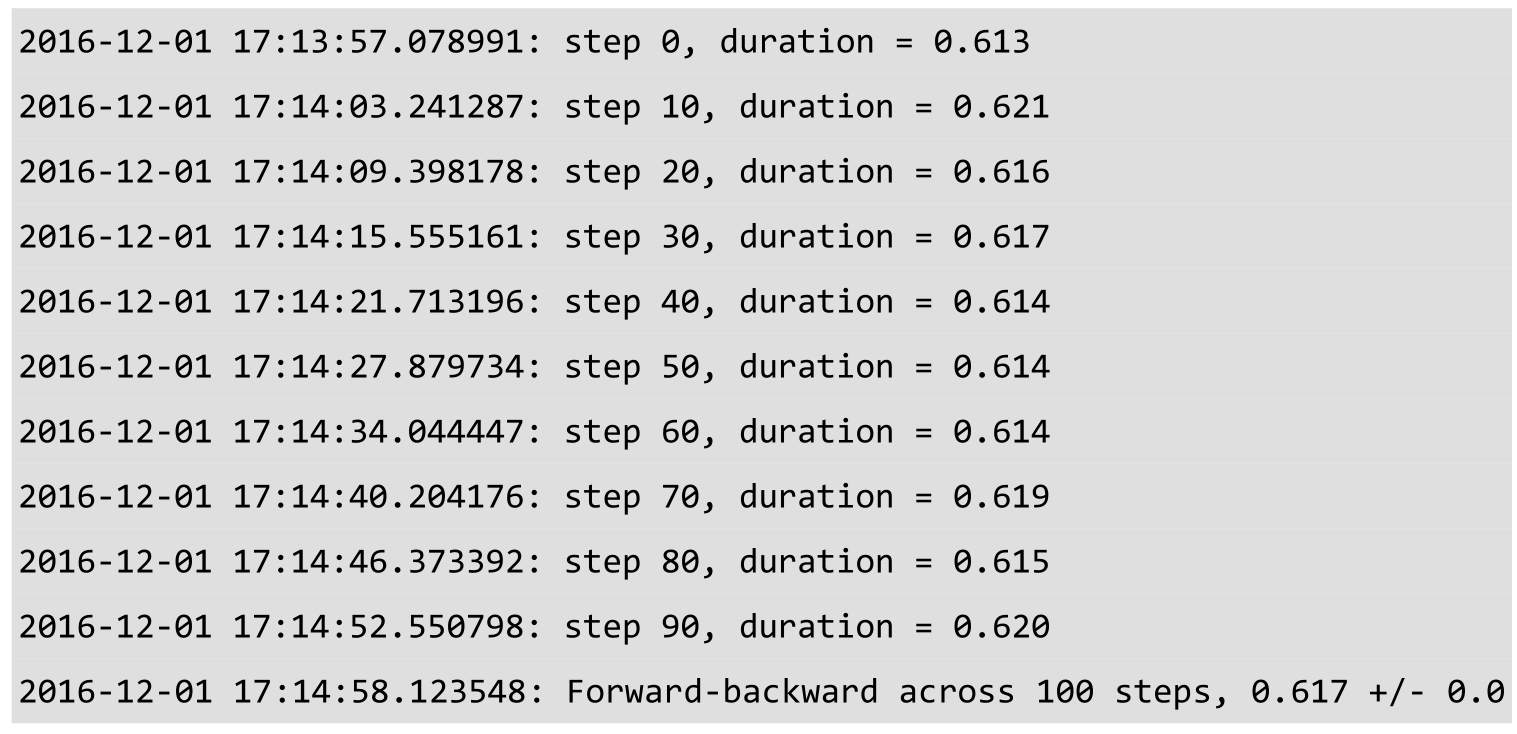 2016-12-01 17:13:57.078991: step 0, duration = 0.613
2016-12-01 17:14:03.241287: step 10, duration = 0.621
2016-12-01 17:14:09.398178: step 20, duration = 0.616
2016-12-01 17:14:15.555161: step 30, duration = 0.617
2016-12-01 17:14:21.713196: step 40, duration = 0.614
2016-12-01 17:14:27.879734: step 50, duration = 0.614
2016-12-01 17:14:34.044447: step 60, duration = 0.614
2016-12-01 17:14:40.204176: step 70, duration = 0.619
2016-12-01 17:14:46.373392: step 80, duration = 0.615
2016-12-01 17:14:52.550798: step 90, duration = 0.620
2016-12-01 17:14:58.123548: Forward-backward across 100 steps, 0.617 +/- 0.0